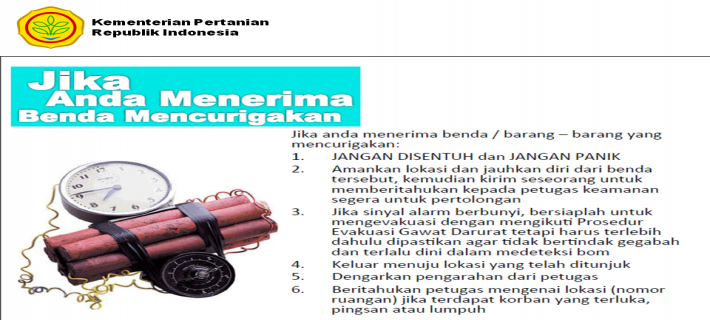 Kementerian Pertanian
Republik Indonesia
Jika
Anda Menerima
Benda Mencurigakan
Jika anda menerima benda / barang – barang yang
mencurigakan:
1. JANGAN DISENTUH dan JANGAN PANIK
2. Amankan lokasi dan jauhkan diri dari benda
tersebut, kemudian kirim seseorang untuk
memberitahukan kepada petugas keamanan
segera untuk pertolongan
3. Jika sinyal alarm berbunyi, bersiaplah untuk
mengevakuasi dengan mengikuti Prosedur
Evakuasi Gawat Darurat tetapi harus terlebih
dahulu dipastikan agar tidak bertindak gegabah
dan terlalu dini dalam medeteksi bom
4. Keluar menuju lokasi yang telah ditunjuk
5. Dengarkan pengarahan dari petugas
6. Beritahukan petugas mengenai lokasi (nomor
ruangan) jika terdapat korban yang terluka,
pingsan atau lumpuh